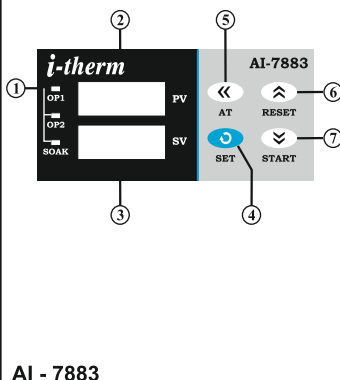 ② ⑤
i-therm AI-7883
① OP1 PV « AT RESET ⑥
OP2 SV
SOAK SET START ⑦
③ ④
AI - 7883